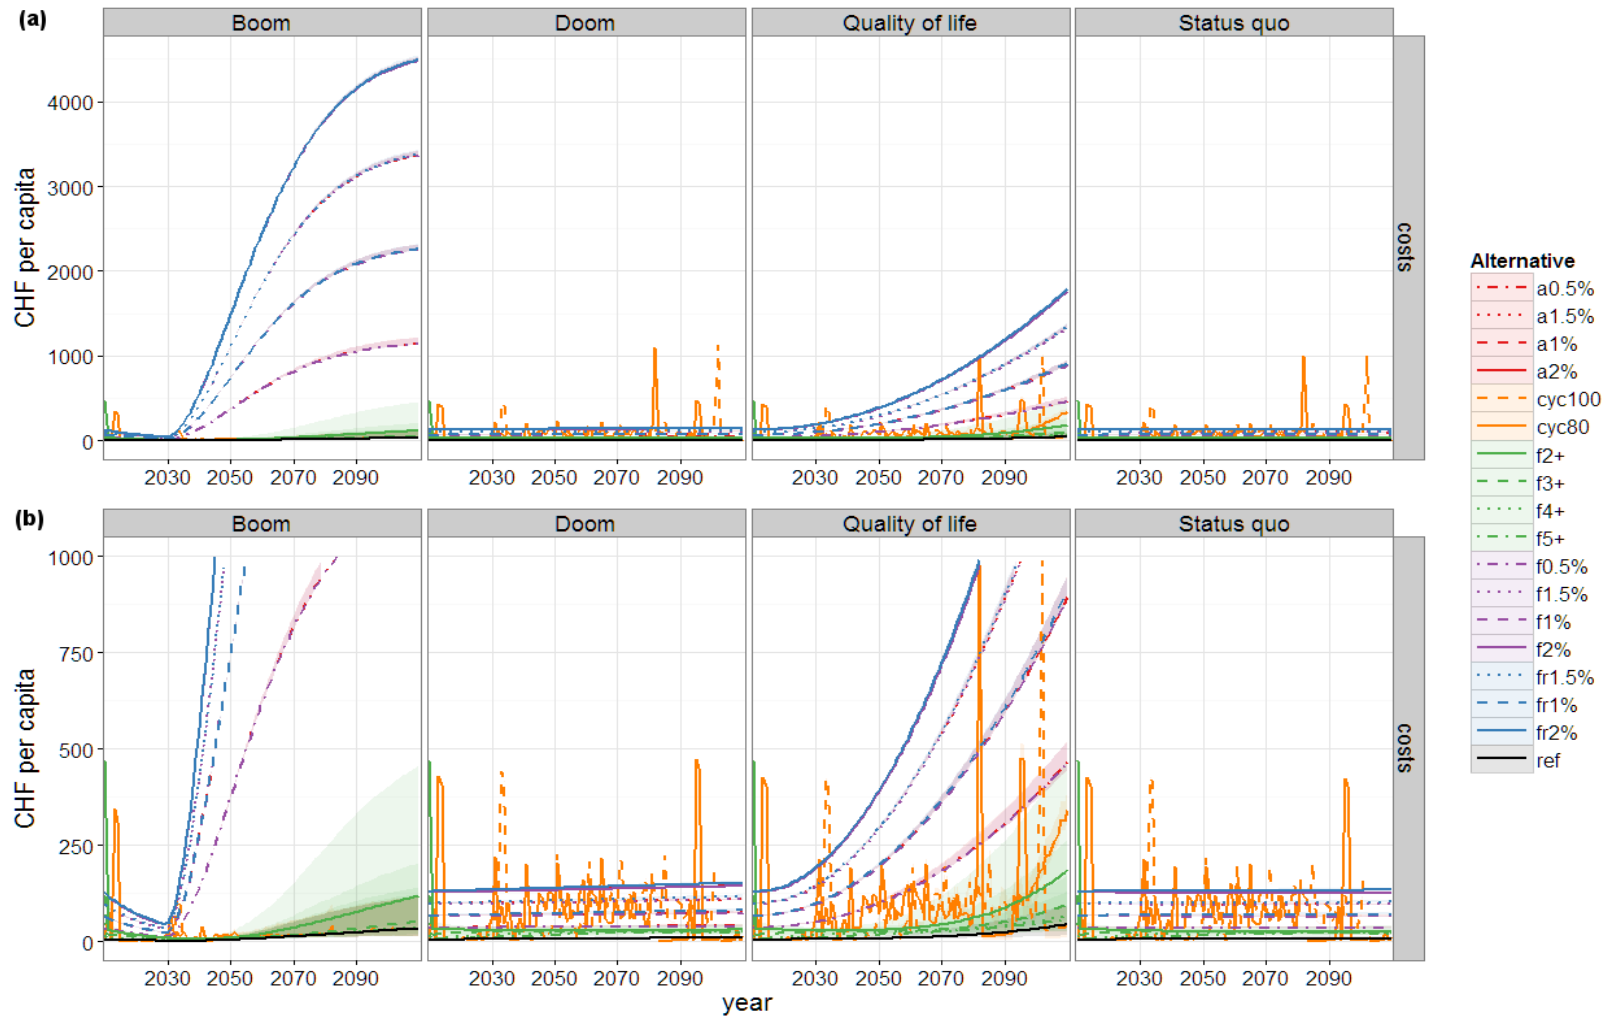 (a)
Boom Doom Quality of life Status quo
4000
3000
2000
1000
0
CHF per capita
costs
2030 2050 2070 2090 2030 2050 2070 2090 2030 2050 2070 2090 2030 2050 2070 2090
(b)
Boom Doom Quality of life Status quo
1000
750
500
250
0
CHF per capita
costs
2030 2050 2070 2090 2030 2050 2070 2090 2030 2050 2070 2090 2030 2050 2070 2090
year
Alternative
a0.5%
a1.5%
a1%
a2%
cyc100
cyc80
f2+
f3+
f4+
f5+
f0.5%
f1.5%
f1%
f2%
fr1.5%
fr1%
fr2%
ref